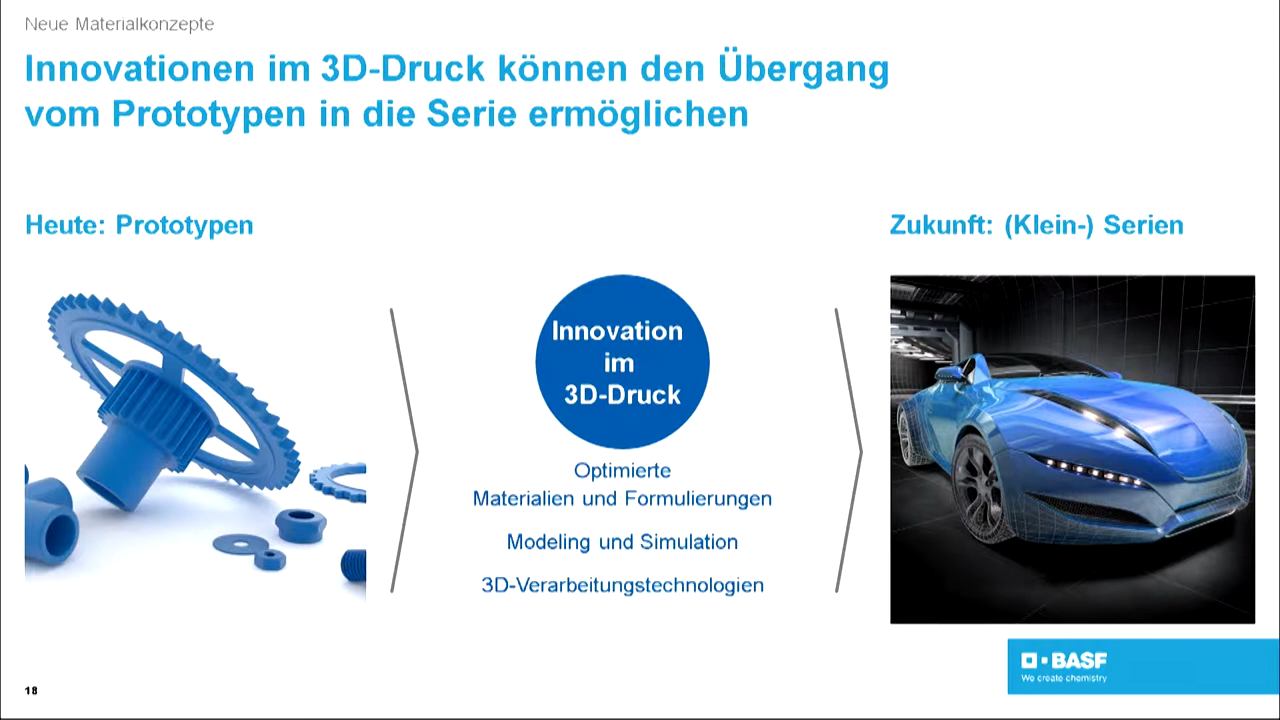 Neue Materialkonzepte
Innovationen im 3D-Druck können den Übergang
vom Prototypen in die Serie ermöglichen
Heute: Prototypen
Innovation
im
3D-Druck
Optimierte
Materialien und Formulierungen
Modeling und Simulation
3D-Verarbeitungstechnologien
Zukunft: (Klein-) Serien
18
BASF
We create chemistry